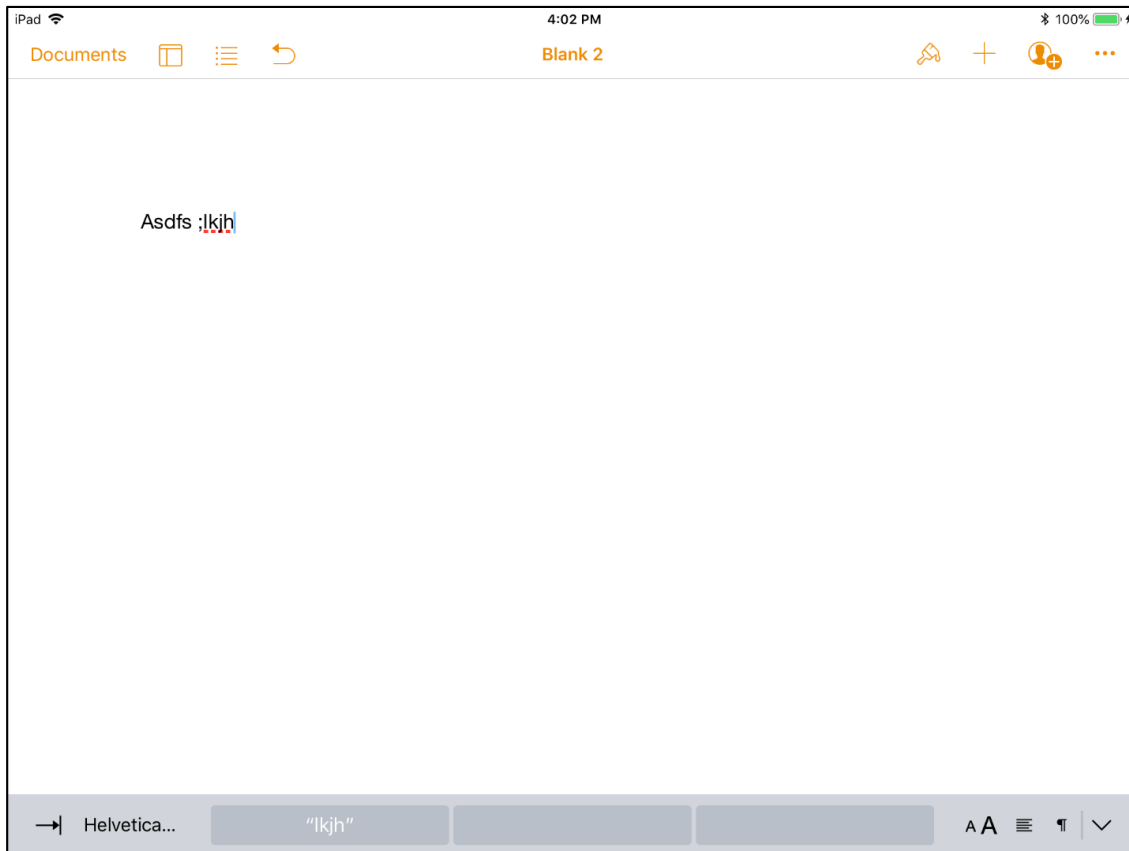 iPad 4:02 PM 100%
Documents Blank 2
Asdfs ;lkjh
Helvetica... “lkjh” A A ¶